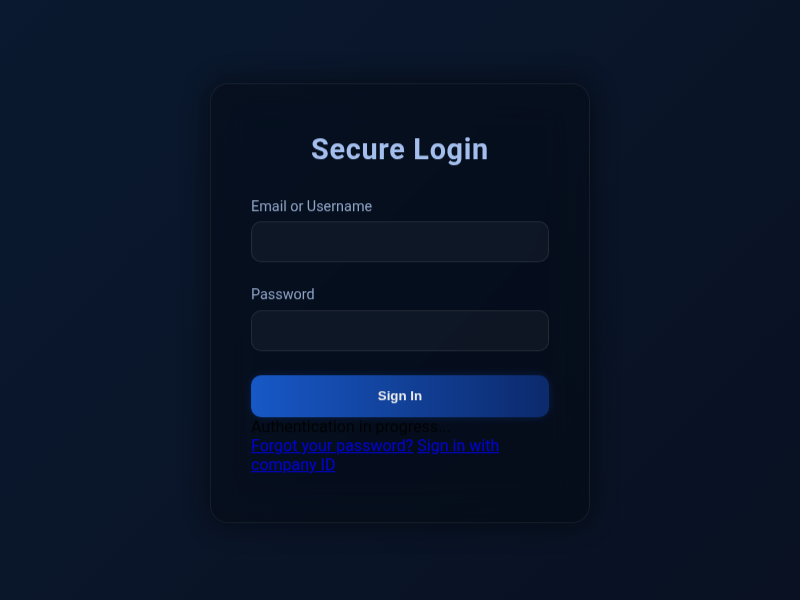 Secure Login
Email or Username
Password
Sign In
Authentication in progress...
Forgot your password? Sign in with
company ID